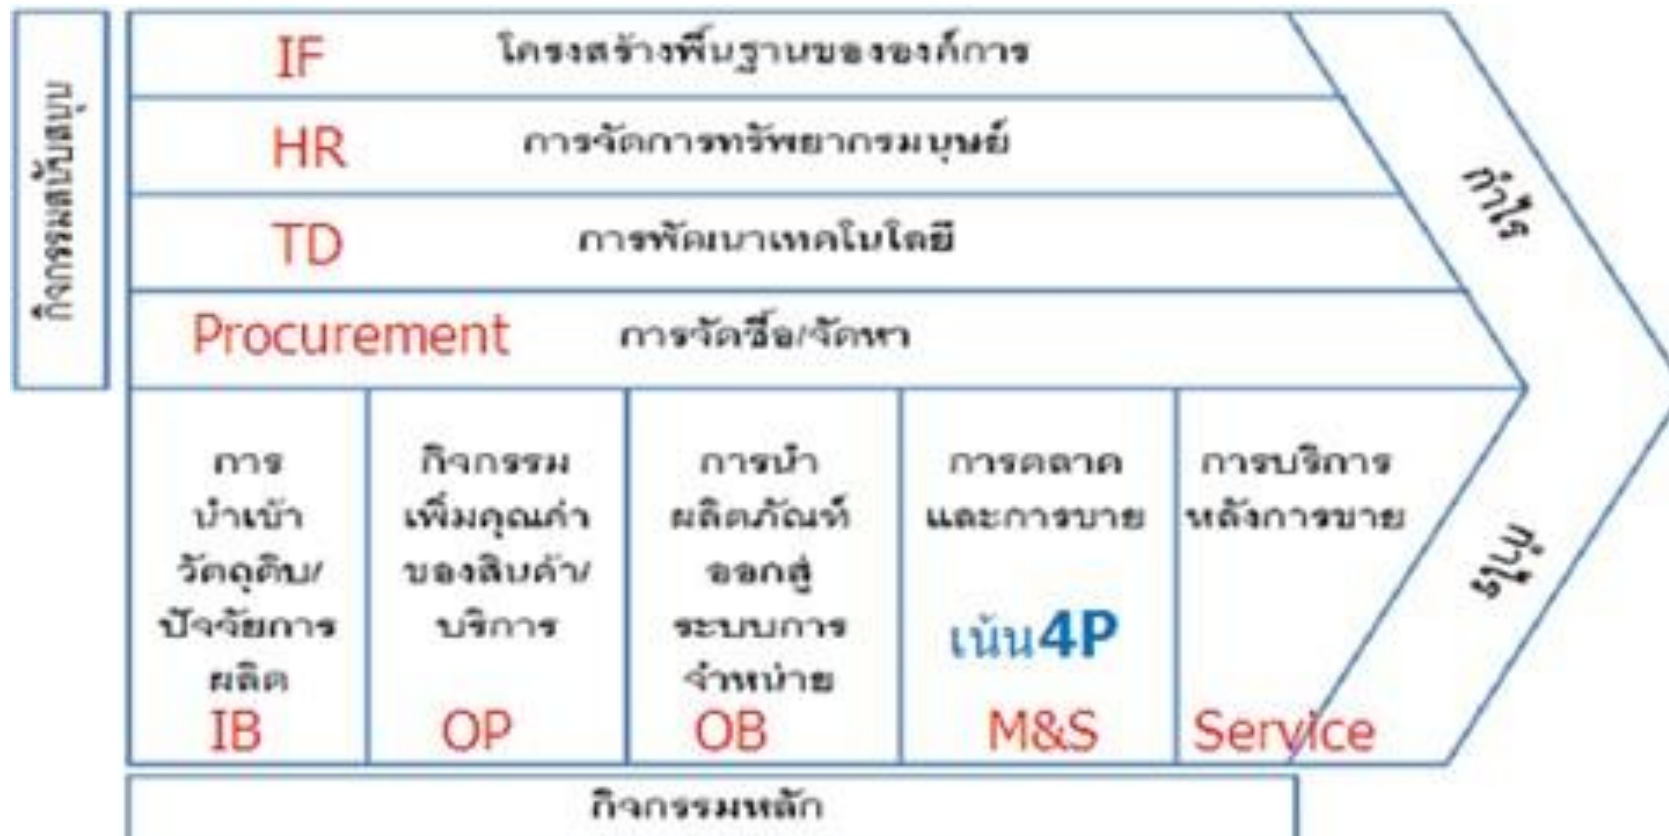 กิจกรรมสนับสนุน
IF โครงสร้างพื้นฐานขององค์การ
HR การจัดการทรัพยากรมนุษย์
TD การพัฒนาเทคโนโลยี
Procurement การจัดซื้อ/จัดหา
กำไร
การ
นำเข้า
วัตถุดิบ/
ปัจจัยการ
ผลิต
IB
กิจกรรม
เพิ่มคุณค่า
ของสินค้า/
บริการ
OP
การนำ
ผลิตภัณฑ์
ออกสู่
ระบบการ
จำหน่าย
OB
การตลาด
และการขาย
เน้น4P
M&S
การบริการ
หลังการขาย
Service
กำไร
กิจกรรมหลัก